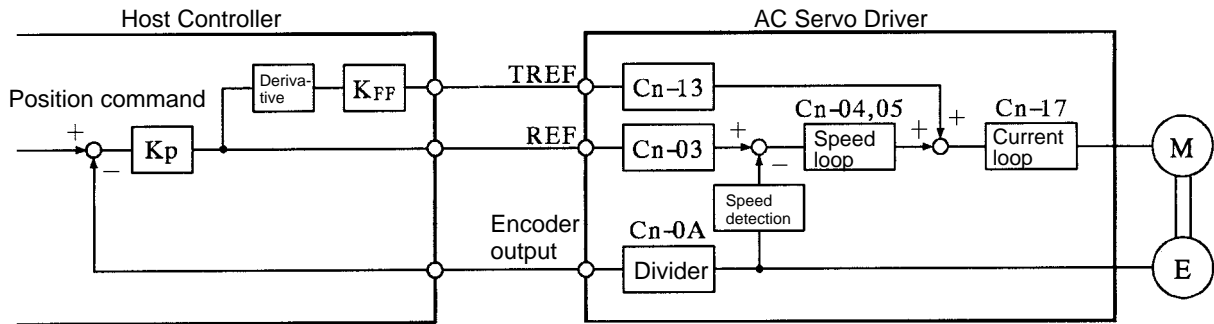 Host Controller
AC Servo Driver
Deriva-
tive
KFF
TREF
Cn-13
Position command
+
−
Kp
REF
Cn-03
+
−
Cn-04,05
Speed
loop
+
+
Cn-17
Current
loop
M
Speed
detection
Encoder
output
Cn-0A
Divider
E